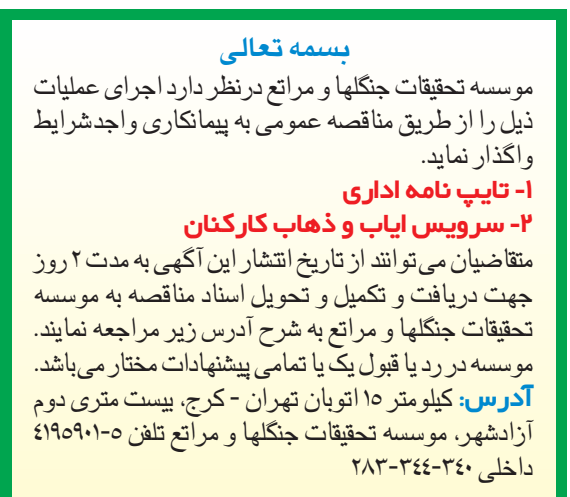 بسمه تعالی
موسسه تحقیقات جنگلها و مراتع درنظر دارد اجرای عملیات
ذیل را از طریق مناقصه عمومی به پیمانکاری واجدشرایط
واگذار نماید.
۱- تایپ نامه اداری
۲- سرویس ایاب و ذهاب کارکنان
متقاضیان می‌توانند از تاریخ انتشار این آگهی به مدت ۲ روز
جهت دریافت و تکمیل و تحویل اسناد مناقصه به موسسه
تحقیقات جنگلها و مراتع به شرح آدرس زیر مراجعه نمایند.
موسسه در رد یا قبول یک یا تمامی پیشنهادات مختار می‌باشد.
آدرس: کیلومتر ۱۵ اتوبان تهران - کرج، بیست متری دوم
آزادشهر، موسسه تحقیقات جنگلها و مراتع تلفن ۵-٤١٩٥٩٠١
داخلی ٣٤٠-٣٤٤-٢٨٣